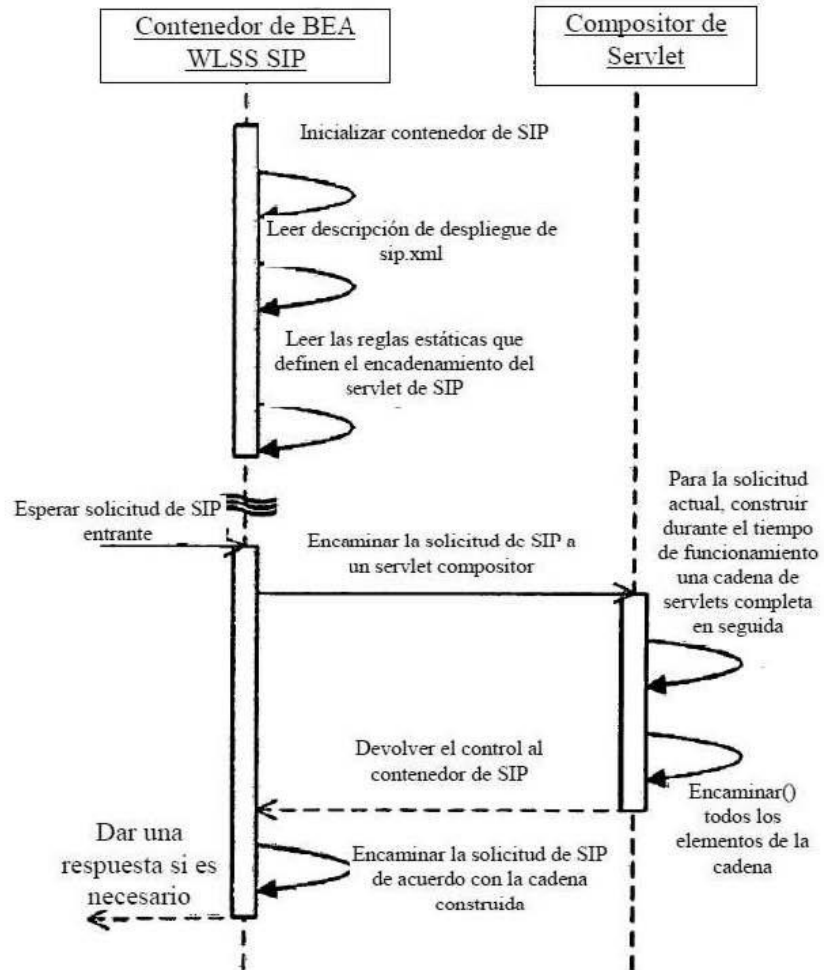 Contenedor de BEA
WLSS SIP
Compositor de
Servlet
Inicializar contenedor de SIP
Leer descripción de despliegue de
sip.xml
Leer las reglas estáticas que
definen el encadenamiento del
servlet de SIP
Esperar solicitud de SIP
entrante
Encaminar la solicitud de SIP a
un servlet compositor
Para la solicitud
actual, construir
durante el tiempo
de funcionamiento
una cadena de
servlets completa
en seguida
Devolver el control al
contenedor de SIP
Encaminar()
todos los
elementos de la
cadena
Dar una
respuesta si es
necesario
Encaminar la solicitud de SIP
de acuerdo con la cadena
construida